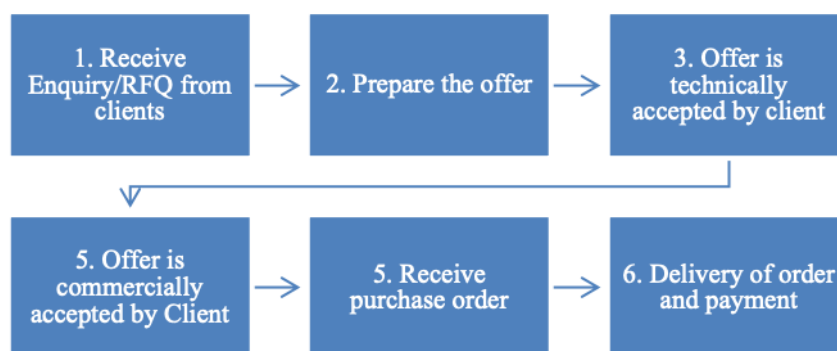 1. Receive
Enquiry/RFQ from
clients
2. Prepare the offer
3. Offer is
technically
accepted by client
5. Offer is
commercially
accepted by Client
5. Receive
purchase order
6. Delivery of order
and payment